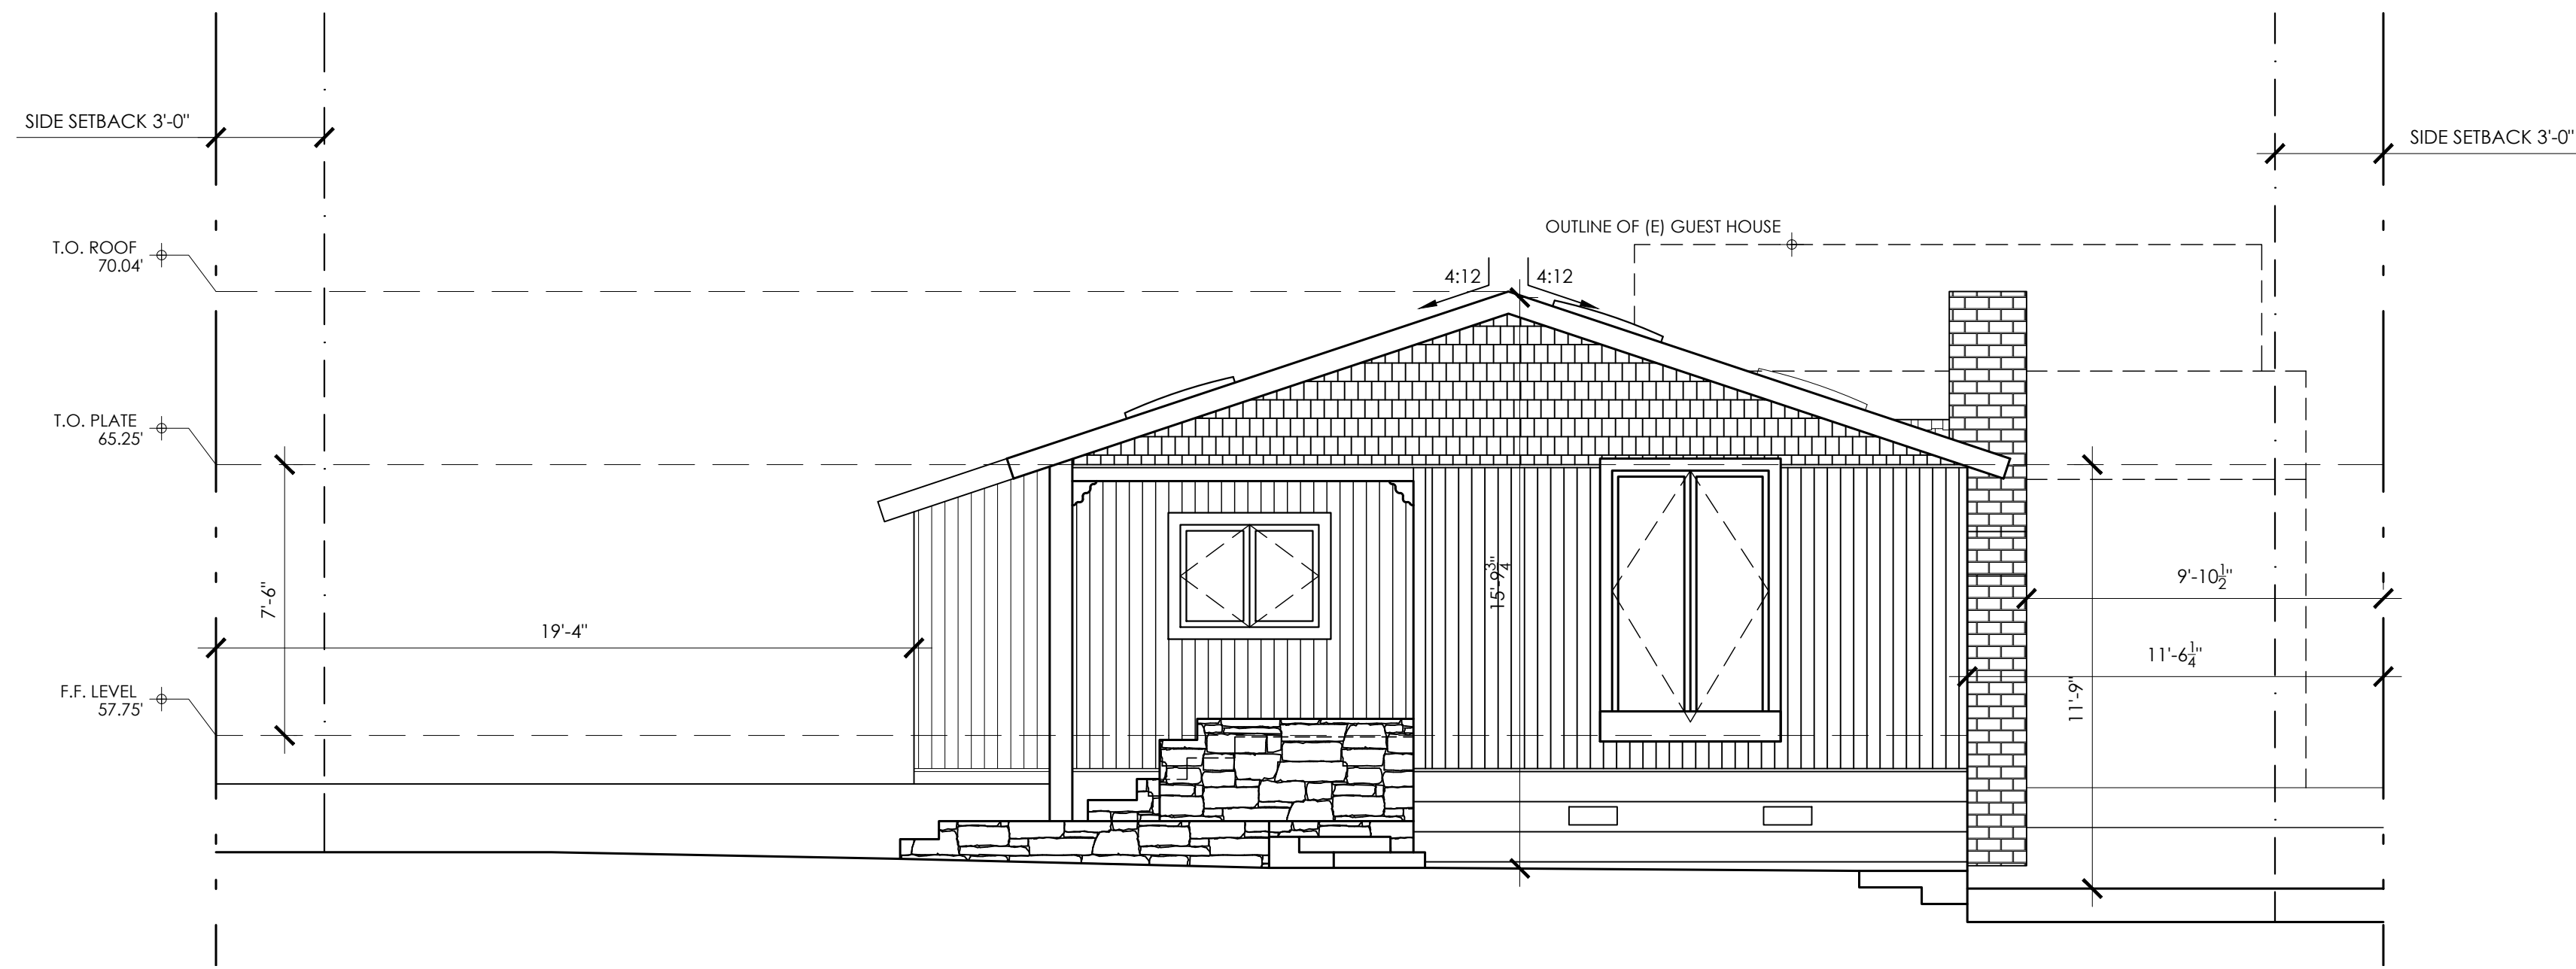 SIDE SETBACK 3'-0"
SIDE SETBACK 3'-0"
OUTLINE OF (E) GUEST HOUSE
T.O. ROOF
70.04'
4:12
4:12
T.O. PLATE
65.25'
15'-9 3/4"
9'-10 1/2"
7'-6"
19'-4"
11'-6 1/4"
F.F. LEVEL
57.75'
11'-9"